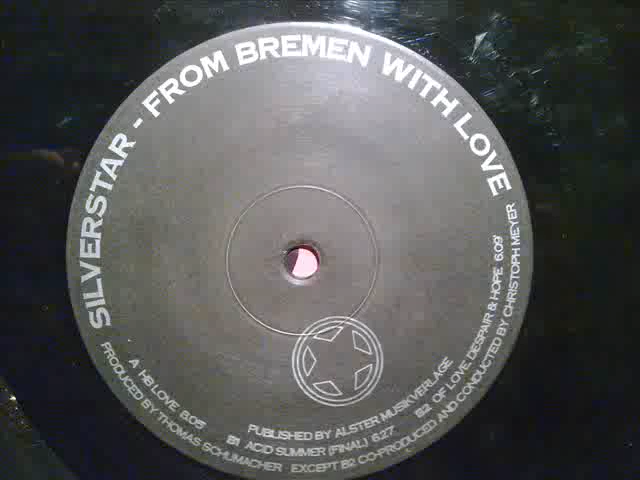 SILVERSTAR - FROM BREMEN WITH LOVE
A HB LOVE 8.05'
PUBLISHED BY ALSTER MUSIKVERLAGE
B1 ACID SUMMER (FINAL) 6.27'
B2 OF LOVE, DESPAIR & HOPE 6.09'
PRODUCED BY THOMAS SCHUMACHER EXCEPT B2 CO-PRODUCED AND CONDUCTED BY CHRISTOPH MEYER